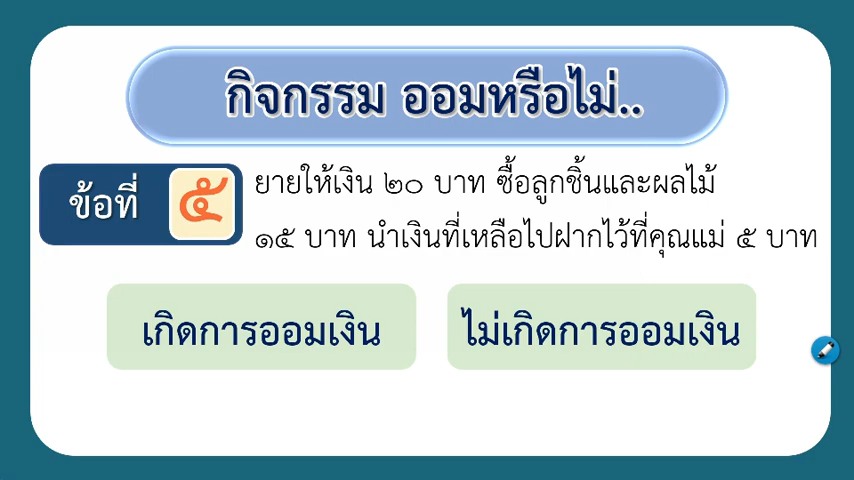 กิจกรรม ออมหรือไม่..
ข้อที่ ๕
ยายให้เงิน ๒๐ บาท ซื้อลูกชิ้นและผลไม้
๑๕ บาท นำเงินที่เหลือไปฝากไว้ที่คุณแม่ ๕ บาท
เกิดการออมเงิน
ไม่เกิดการออมเงิน